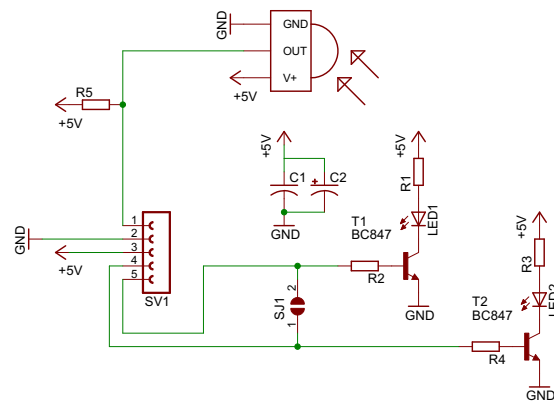 GND
GND
OUT
V+
+5V
R5
+5V
+5V
C1
C2
GND
+5V
R1
LED1
T1
BC847
R2
GND
1
2
3
4
5
SV1
GND
+5V
2
SJ1
1
+5V
R3
LED2
T2
BC847
R4
GND